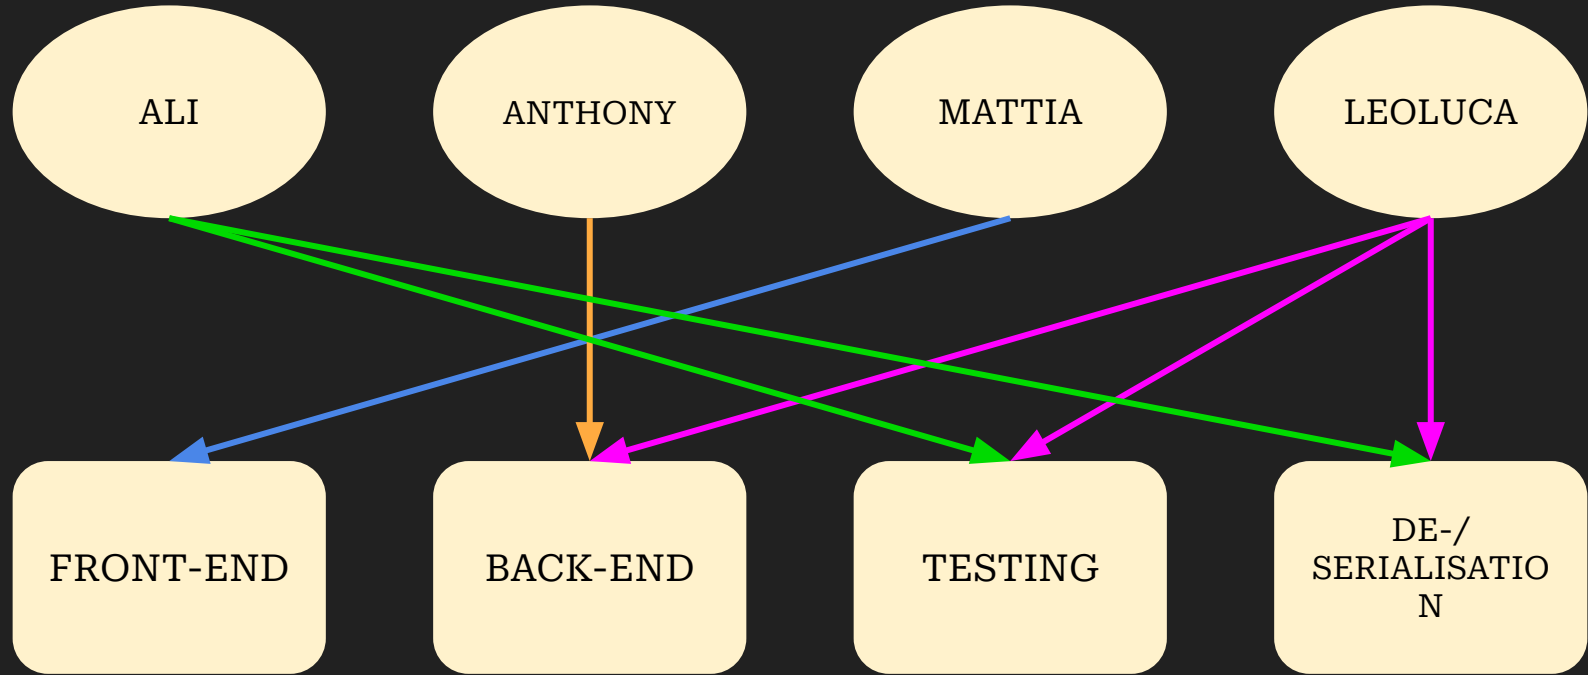 ALI
ANTHONY
MATTIA
LEOLUCA
FRONT-END
BACK-END
TESTING
DE-/
SERIALISATIO
N